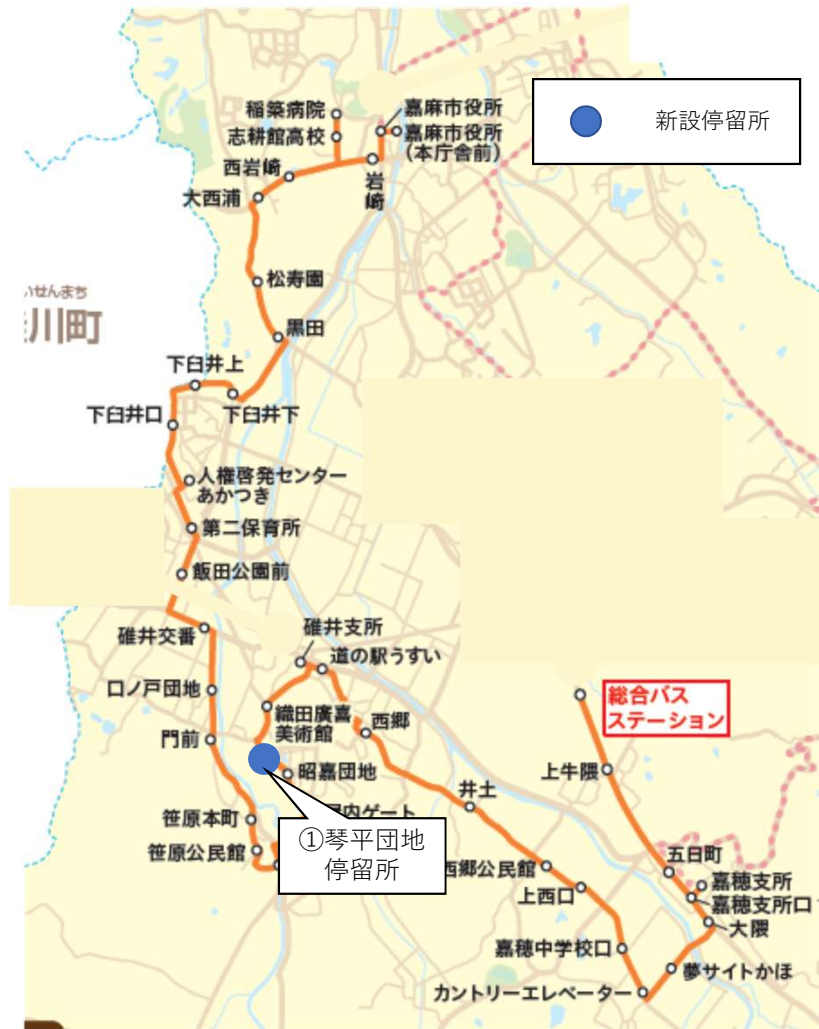 新設停留所
稲築病院
志耕館高校
嘉麻市役所
嘉麻市役所
(本庁舎前)
西岩崎
岩崎
大西浦
松寿園
いせんまち
川町
黒田
下臼井上
下臼井口
下臼井下
人権啓発センター
あかつき
第二保育所
飯田公園前
碓井交番
碓井支所
道の駅うすい
口ノ戸団地
織田廣喜
美術館
西郷
総合バス
ステーション
門前
昭嘉団地
上牛隈
井土
内ゲート
笹原本町
①琴平団地
停留所
笹原公民館
西郷公民館
上西口
五日町
嘉穂支所
嘉穂支所口
大隈
嘉穂中学校口
夢サイトかほ
カントリーエレベーター